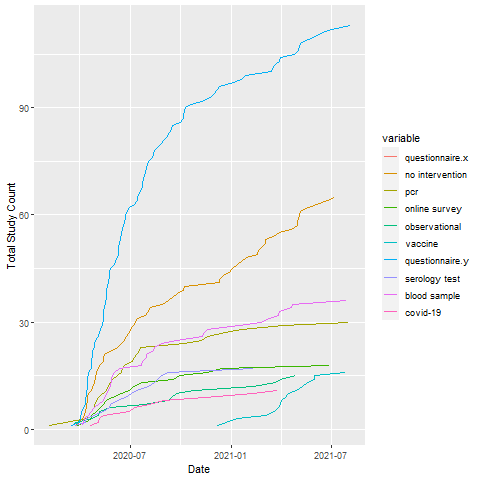 Total Study Count
90
60
30
0
2020-07
2021-01
2021-07
Date
variable
questionnaire.x
no intervention
pcr
online survey
observational
vaccine
questionnaire.y
serology test
blood sample
covid-19